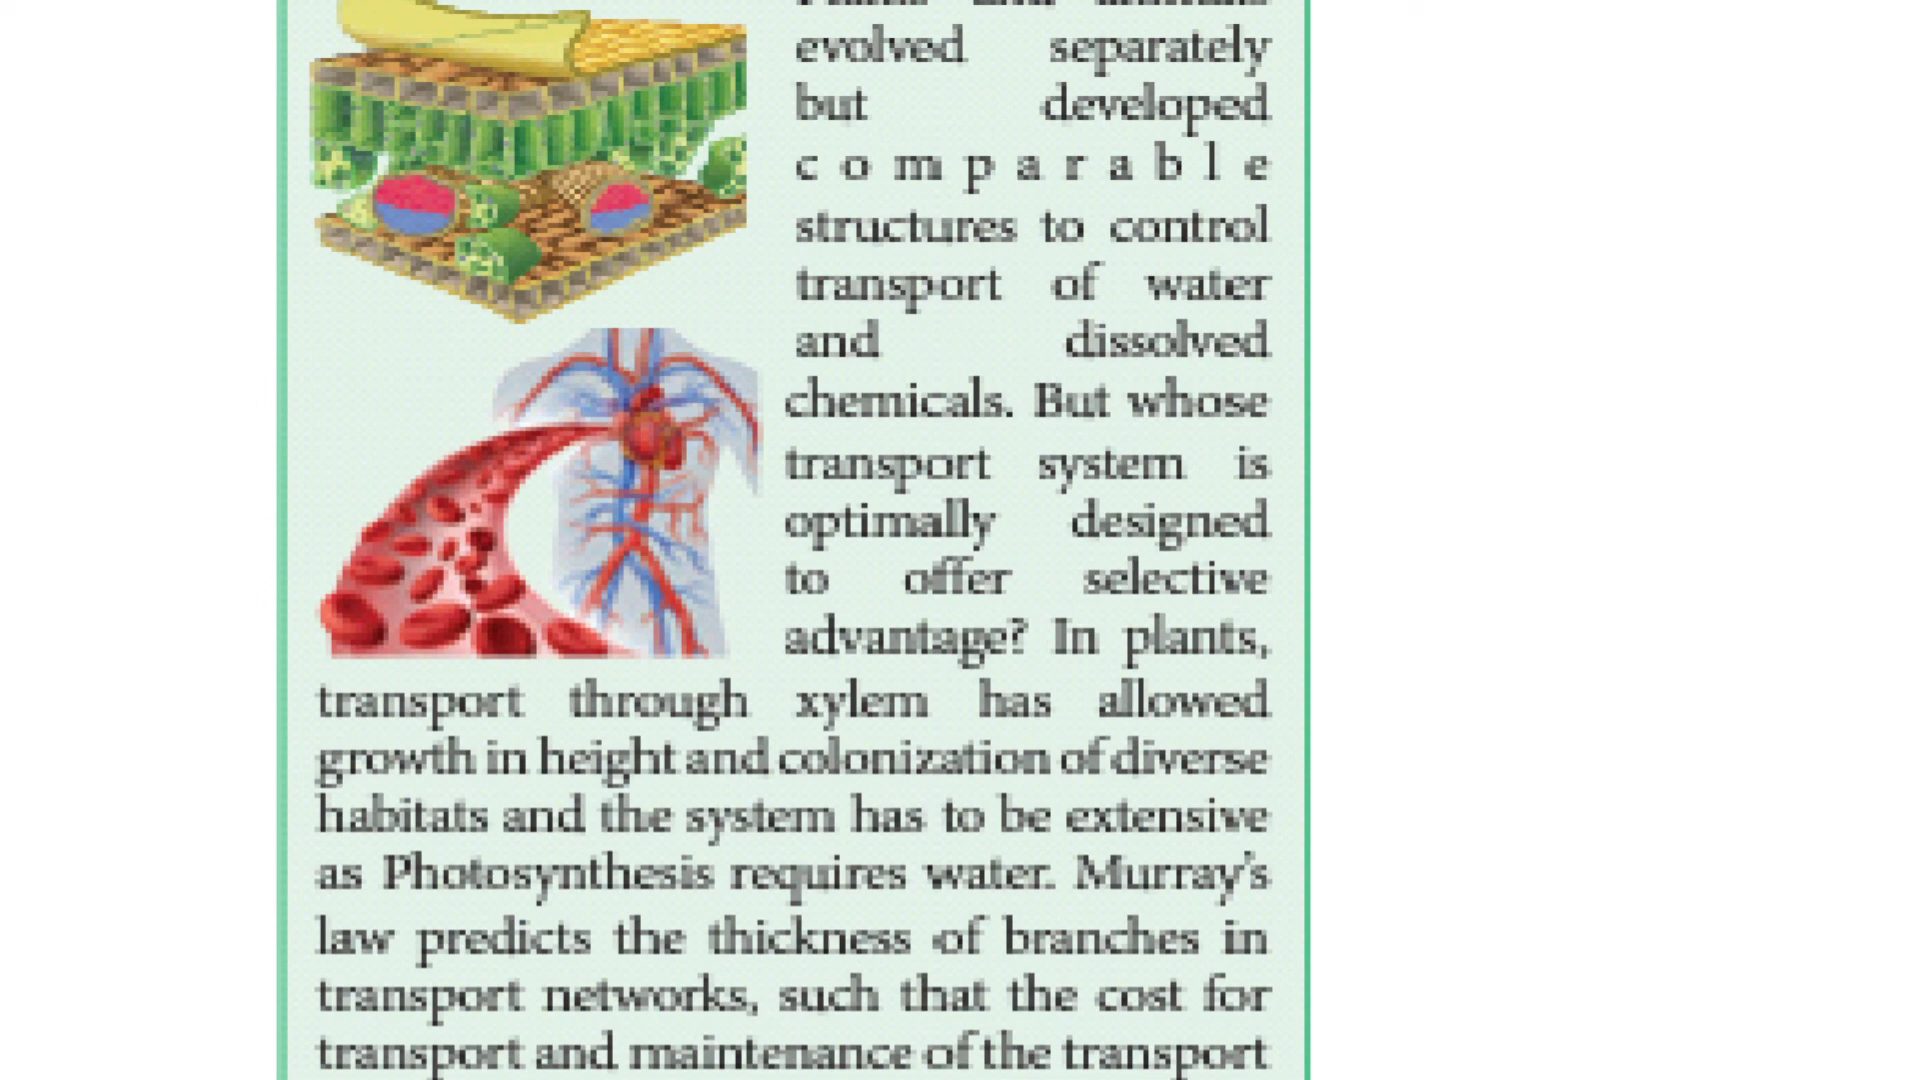 evolved separately
but developed
comparable
structures to control
transport of water
and dissolved
chemicals. But whose
transport system is
optimally designed
to offer selective
advantage? In plants,
transport through xylem has allowed
growth in height and colonization of diverse
habitats and the system has to be extensive
as Photosynthesis requires water. Murray's
law predicts the thickness of branches in
transport networks, such that the cost for
transport and maintenance of the transport